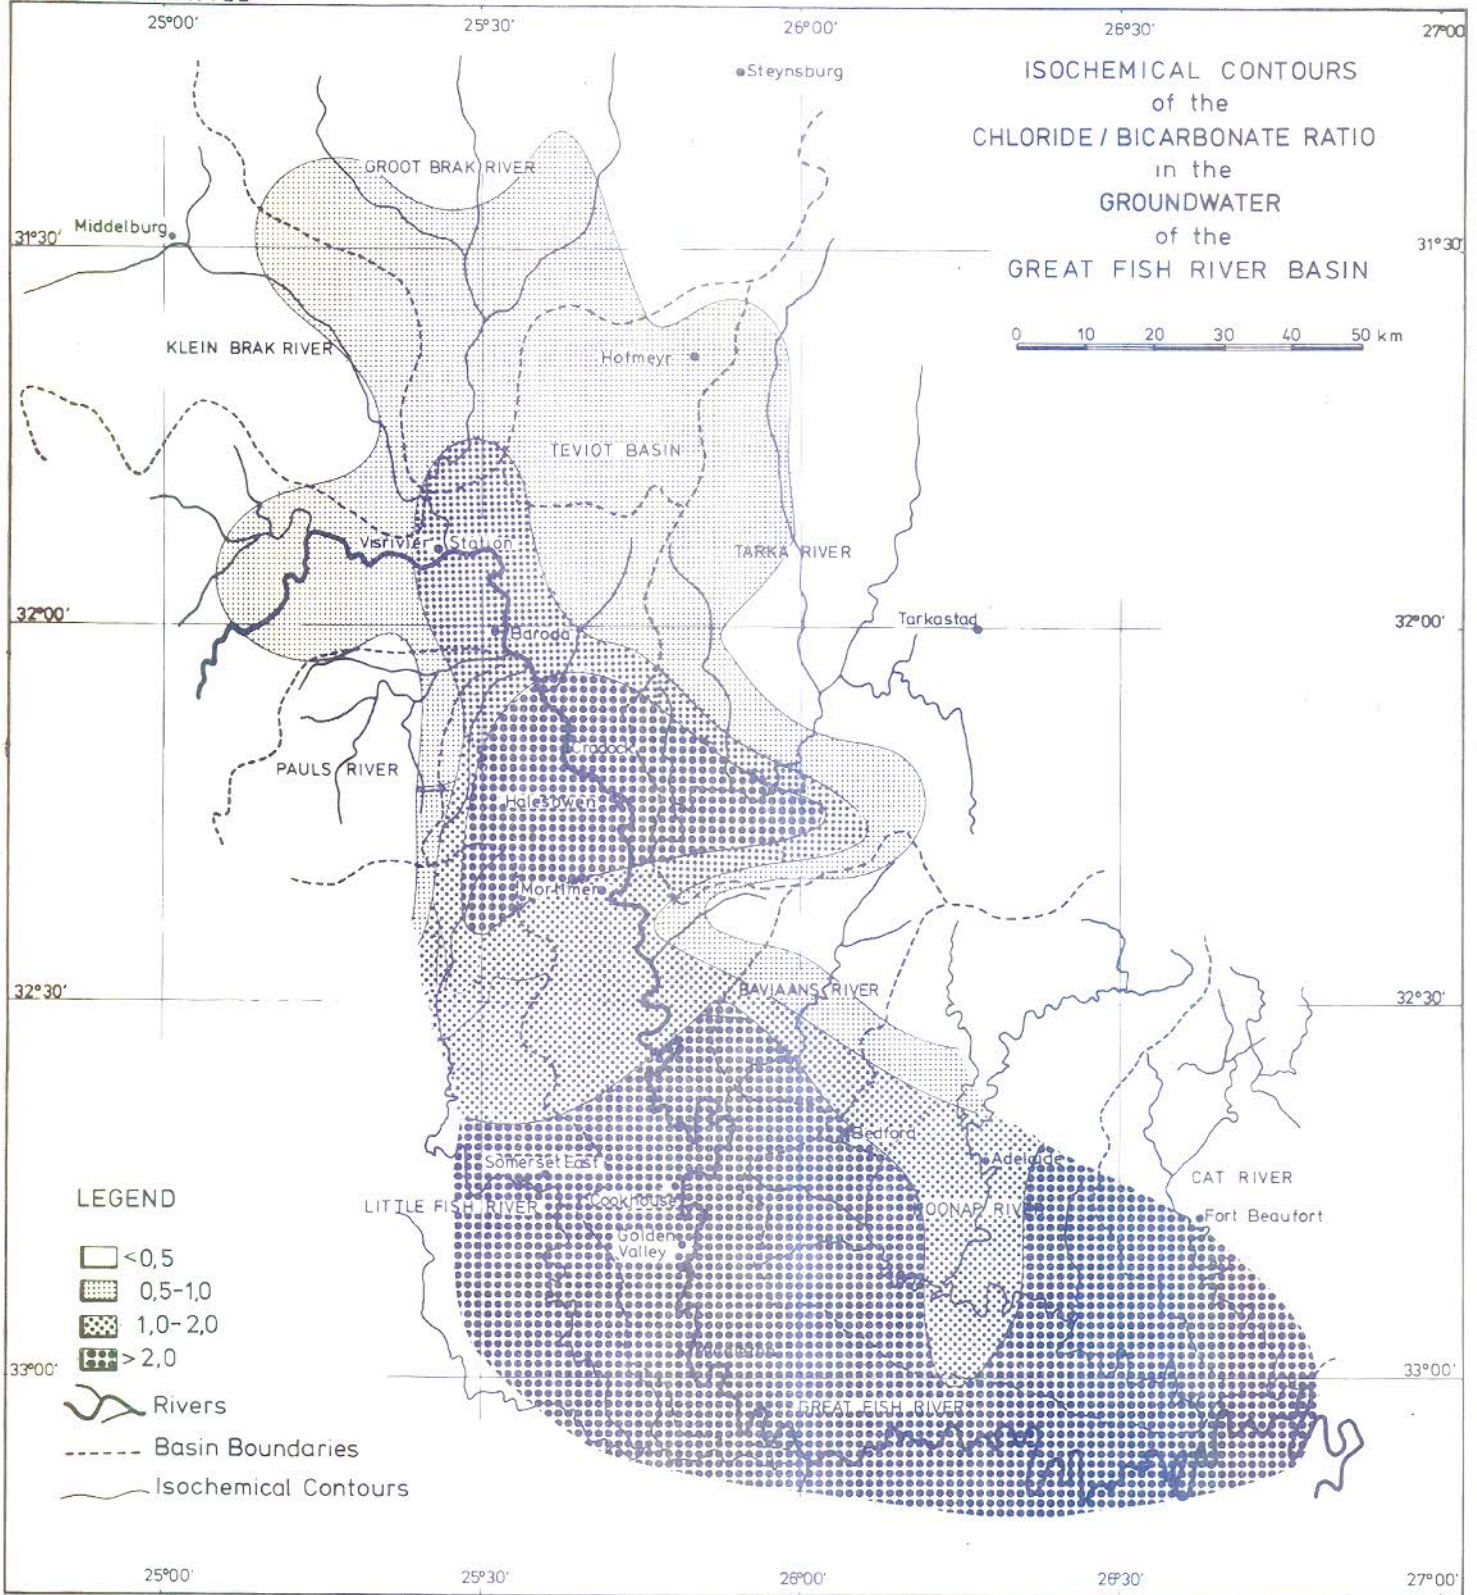 25°00'
25°30'
26°00'
26°30'
27°00
Steynsburg
ISOCHEMICAL CONTOURS
of the
CHLORIDE / BICARBONATE RATIO
in the
GROUNDWATER
of the
GREAT FISH RIVER BASIN
0 10 20 30 40 50 km
GROOT BRAK RIVER
Middelburg
31°30'
31°30'
KLEIN BRAK RIVER
Hofmeyr
TEVIOT BASIN
Visrivier Station
TARKA RIVER
32°00'
32°00'
Baroda
Tarkastad
Cradock
PAULS RIVER
Halesowen
Mortimer
32°30'
32°30'
BAVIAANS RIVER
Bedford
Adelaide
Somerset East
CAT RIVER
Cookhouse
LITTLE FISH RIVER
KOONAP RIVER
Fort Beaufort
Golden
Valley
LEGEND
<0,5
0,5-1,0
1,0-2,0
>2,0
33°00'
33°00'
Rivers
GREAT FISH RIVER
Basin Boundaries
Isochemical Contours
25°00'
25°30'
26°00'
26°30'
27°00'